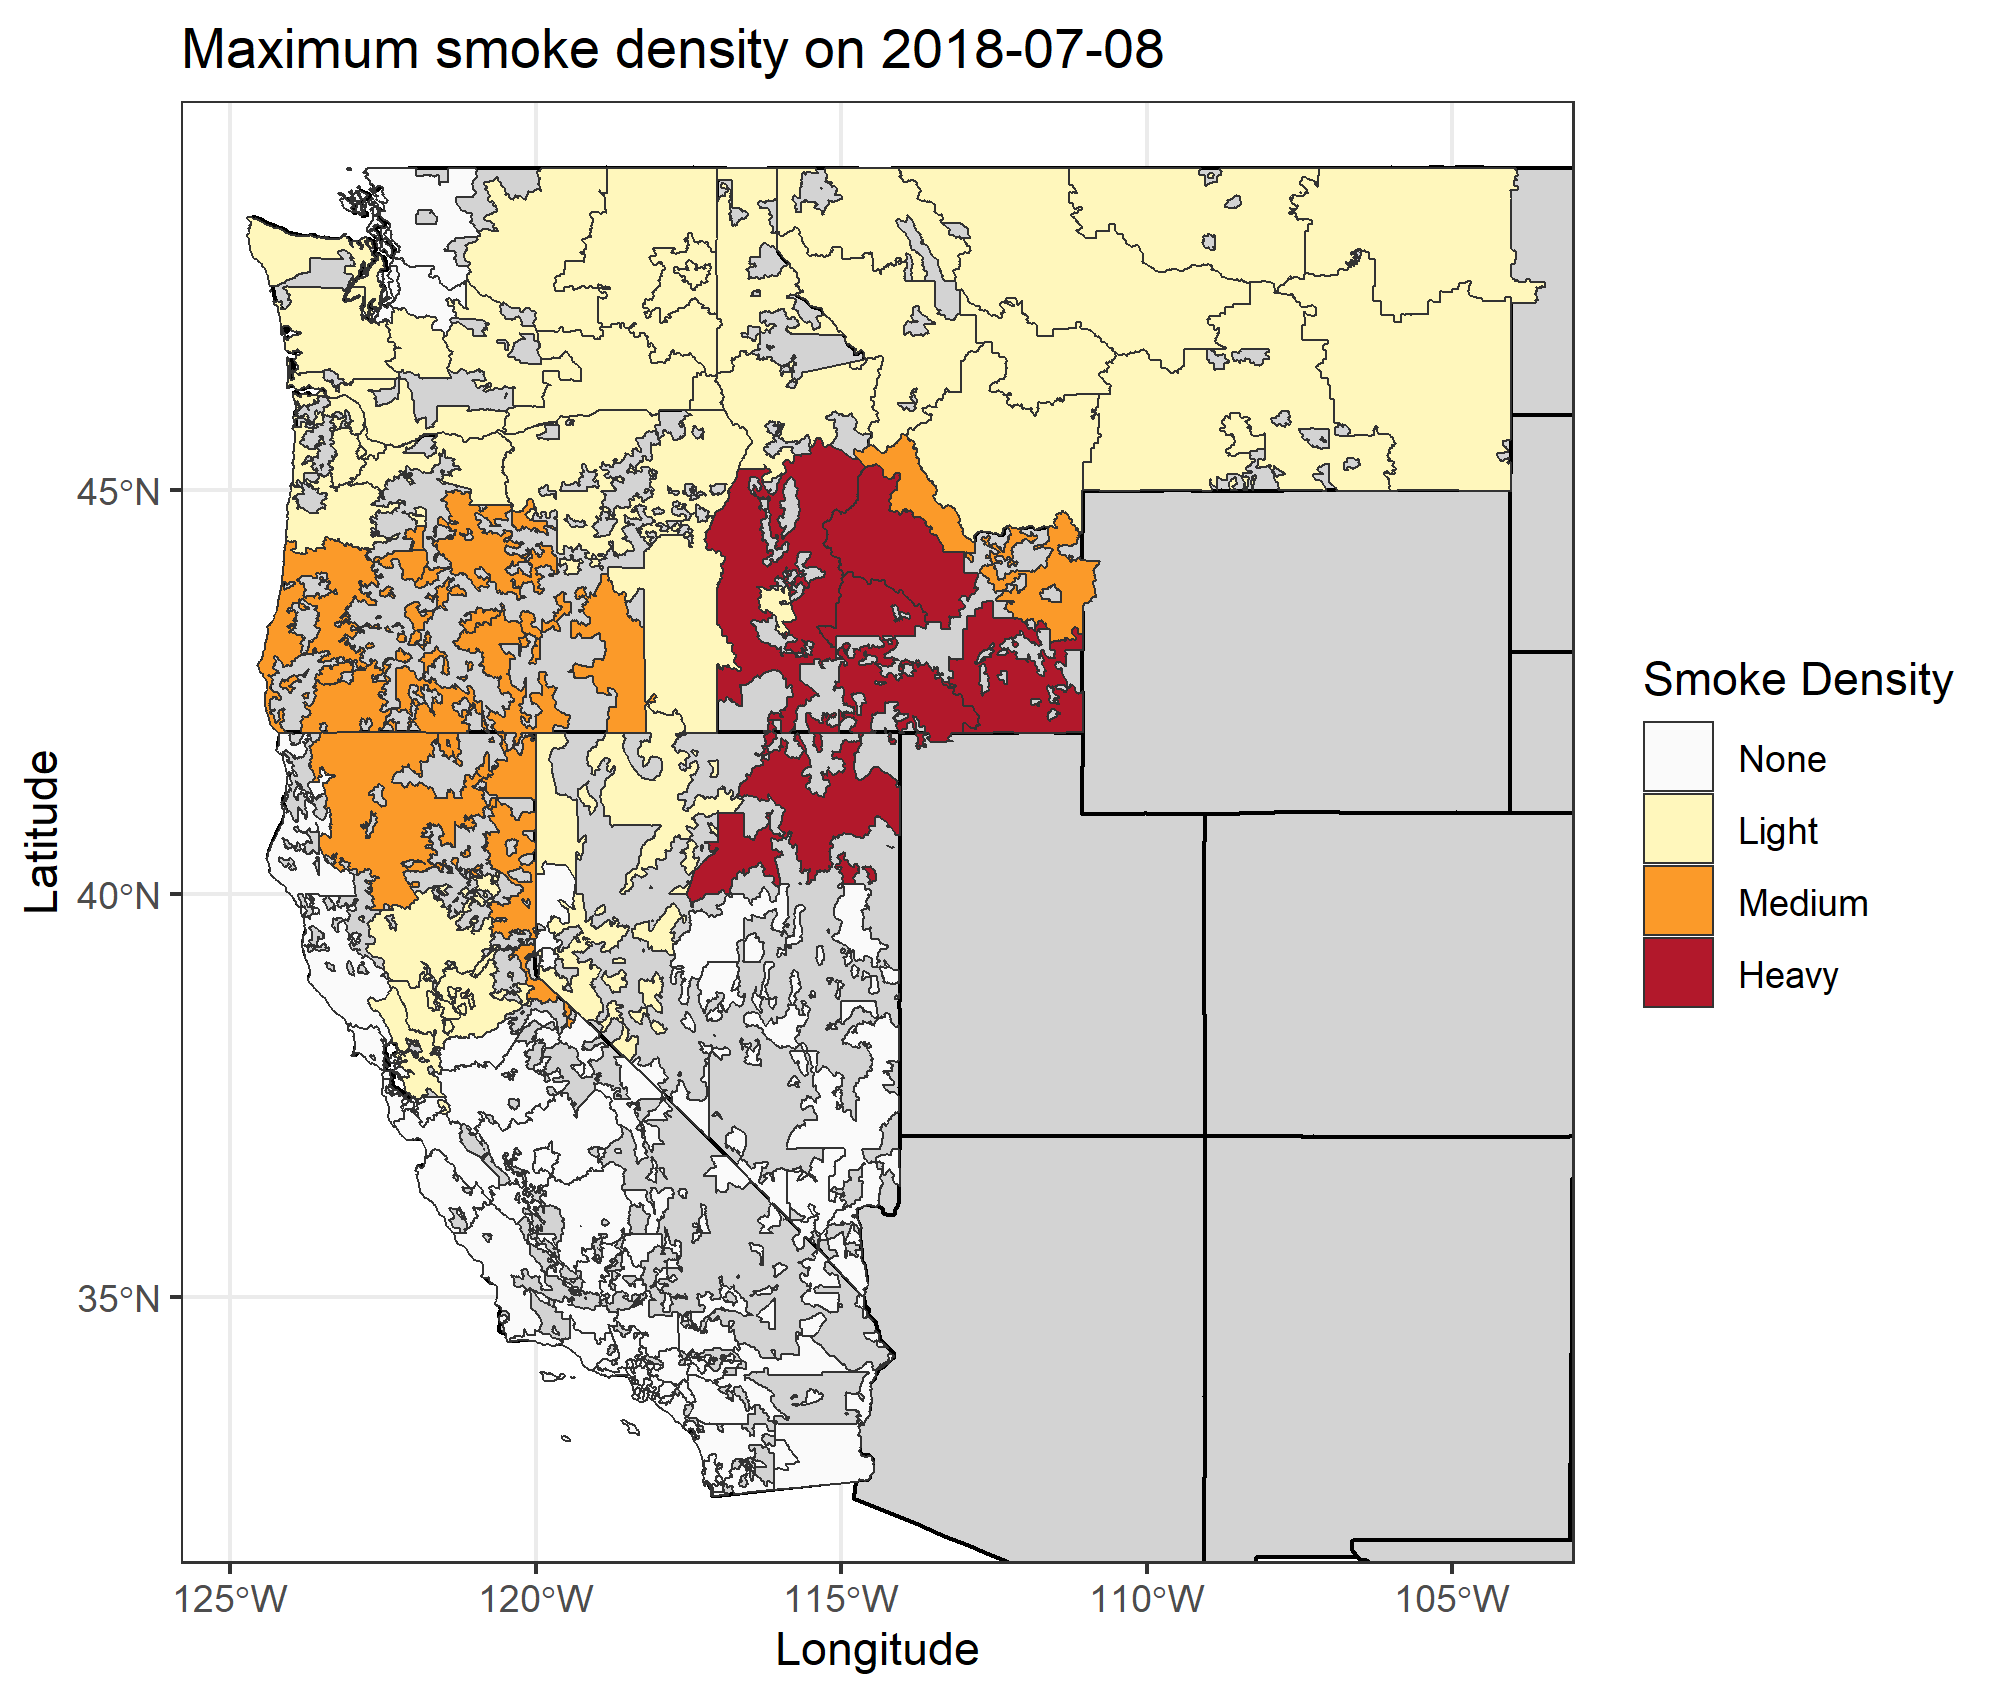 Maximum smoke density on 2018-07-08
45°N
40°N
35°N
Latitude
125°W
120°W
115°W
110°W
105°W
Longitude
Smoke Density
None
Light
Medium
Heavy